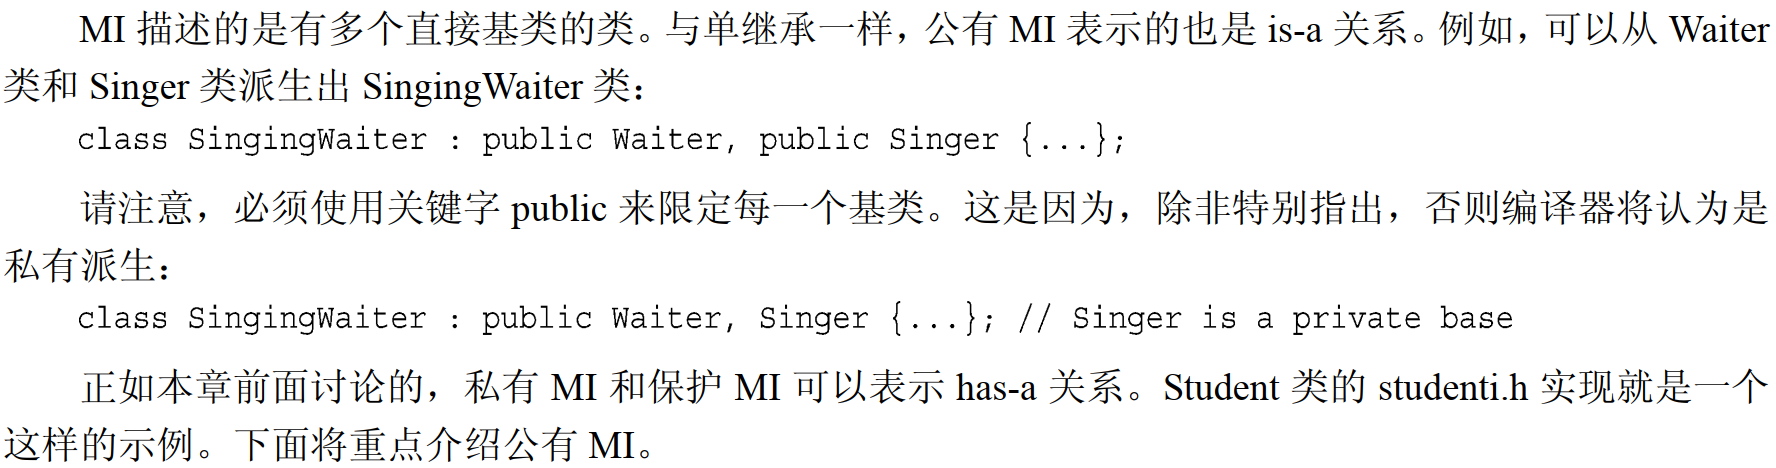 MI 描述的是有多个直接基类的类。与单继承一样，公有 MI 表示的也是 is-a 关系。例如，可以从 Waiter
类和 Singer 类派生出 SingingWaiter 类：
class SingingWaiter : public Waiter, public Singer {...};
请注意，必须使用关键字 public 来限定每一个基类。这是因为，除非特别指出，否则编译器将认为是
私有派生：
class SingingWaiter : public Waiter, Singer {...}; // Singer is a private base
正如本章前面讨论的，私有 MI 和保护 MI 可以表示 has-a 关系。Student 类的 studenti.h 实现就是一个
这样的示例。下面将重点介绍公有 MI。